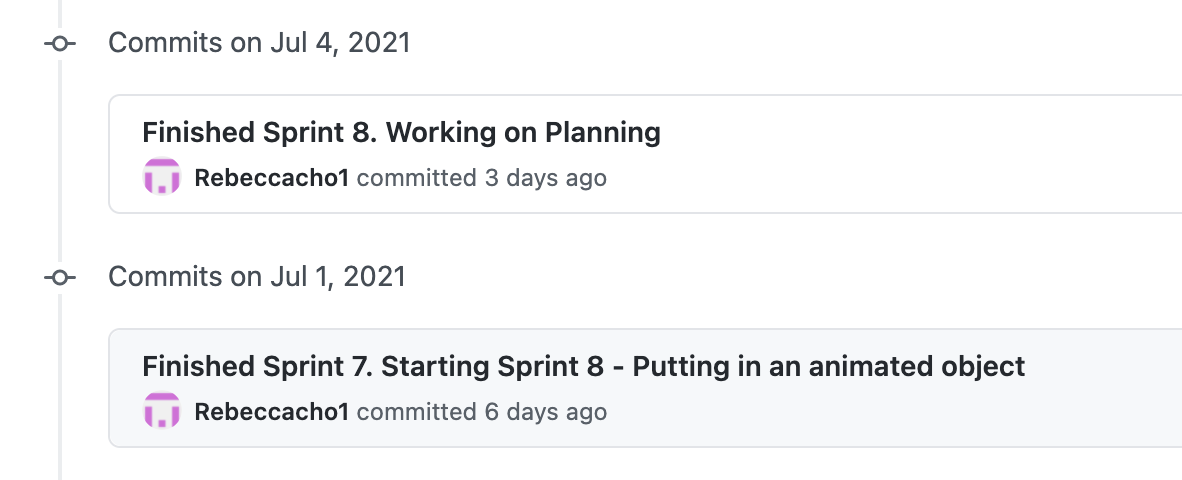 Commits on Jul 4, 2021
Finished Sprint 8. Working on Planning
Rebeccacho1 committed 3 days ago
Commits on Jul 1, 2021
Finished Sprint 7. Starting Sprint 8 - Putting in an animated object
Rebeccacho1 committed 6 days ago